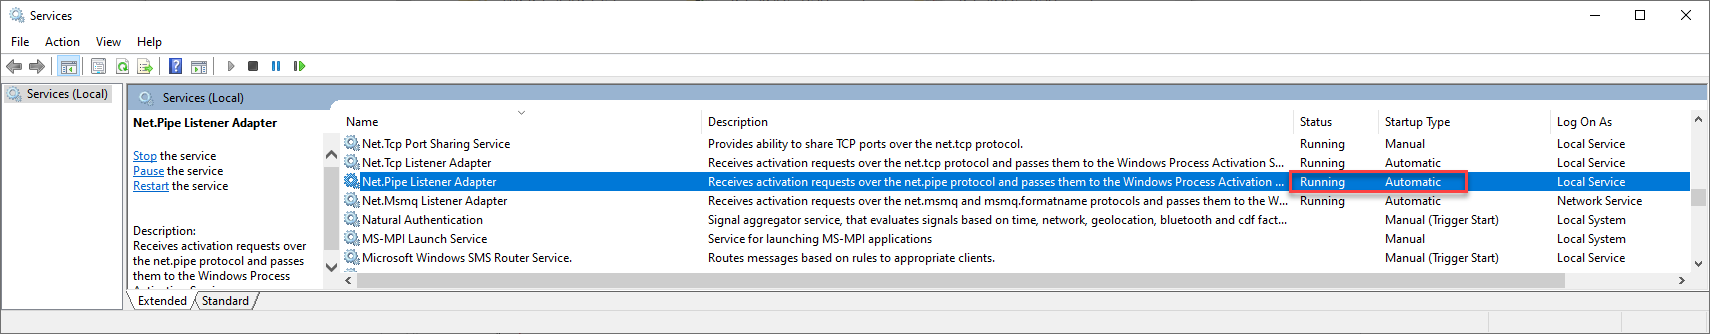 Services
File Action View Help
Services (Local)
Services (Local)
Net.Pipe Listener Adapter
Stop the service
Pause the service
Restart the service
Description:
Receives activation requests over
the net.pipe protocol and passes
them to the Windows Process
Name Description Status Startup Type Log On As
Net.Tcp Port Sharing Service Provides ability to share TCP ports over the net.tcp protocol. Running Manual Local Service
Net.Tcp Listener Adapter Receives activation requests over the net.tcp protocol and passes them to the Windows Process Activation S... Running Automatic Local Service
Net.Pipe Listener Adapter Receives activation requests over the net.pipe protocol and passes them to the Windows Process Activation ... Running Automatic Local Service
Net.Msmq Listener Adapter Receives activation requests over the net.msmq and msmq.formatname protocols and passes them to the W... Running Automatic Network Service
Natural Authentication Signal aggregator service, that evaluates signals based on time, network, geolocation, bluetooth and cdf fact... Manual (Trigger Start) Local System
MS-MPI Launch Service Service for launching MS-MPI applications Manual Local System
Microsoft Windows SMS Router Service. Routes messages based on rules to appropriate clients. Manual (Trigger Start) Local Service
Extended Standard